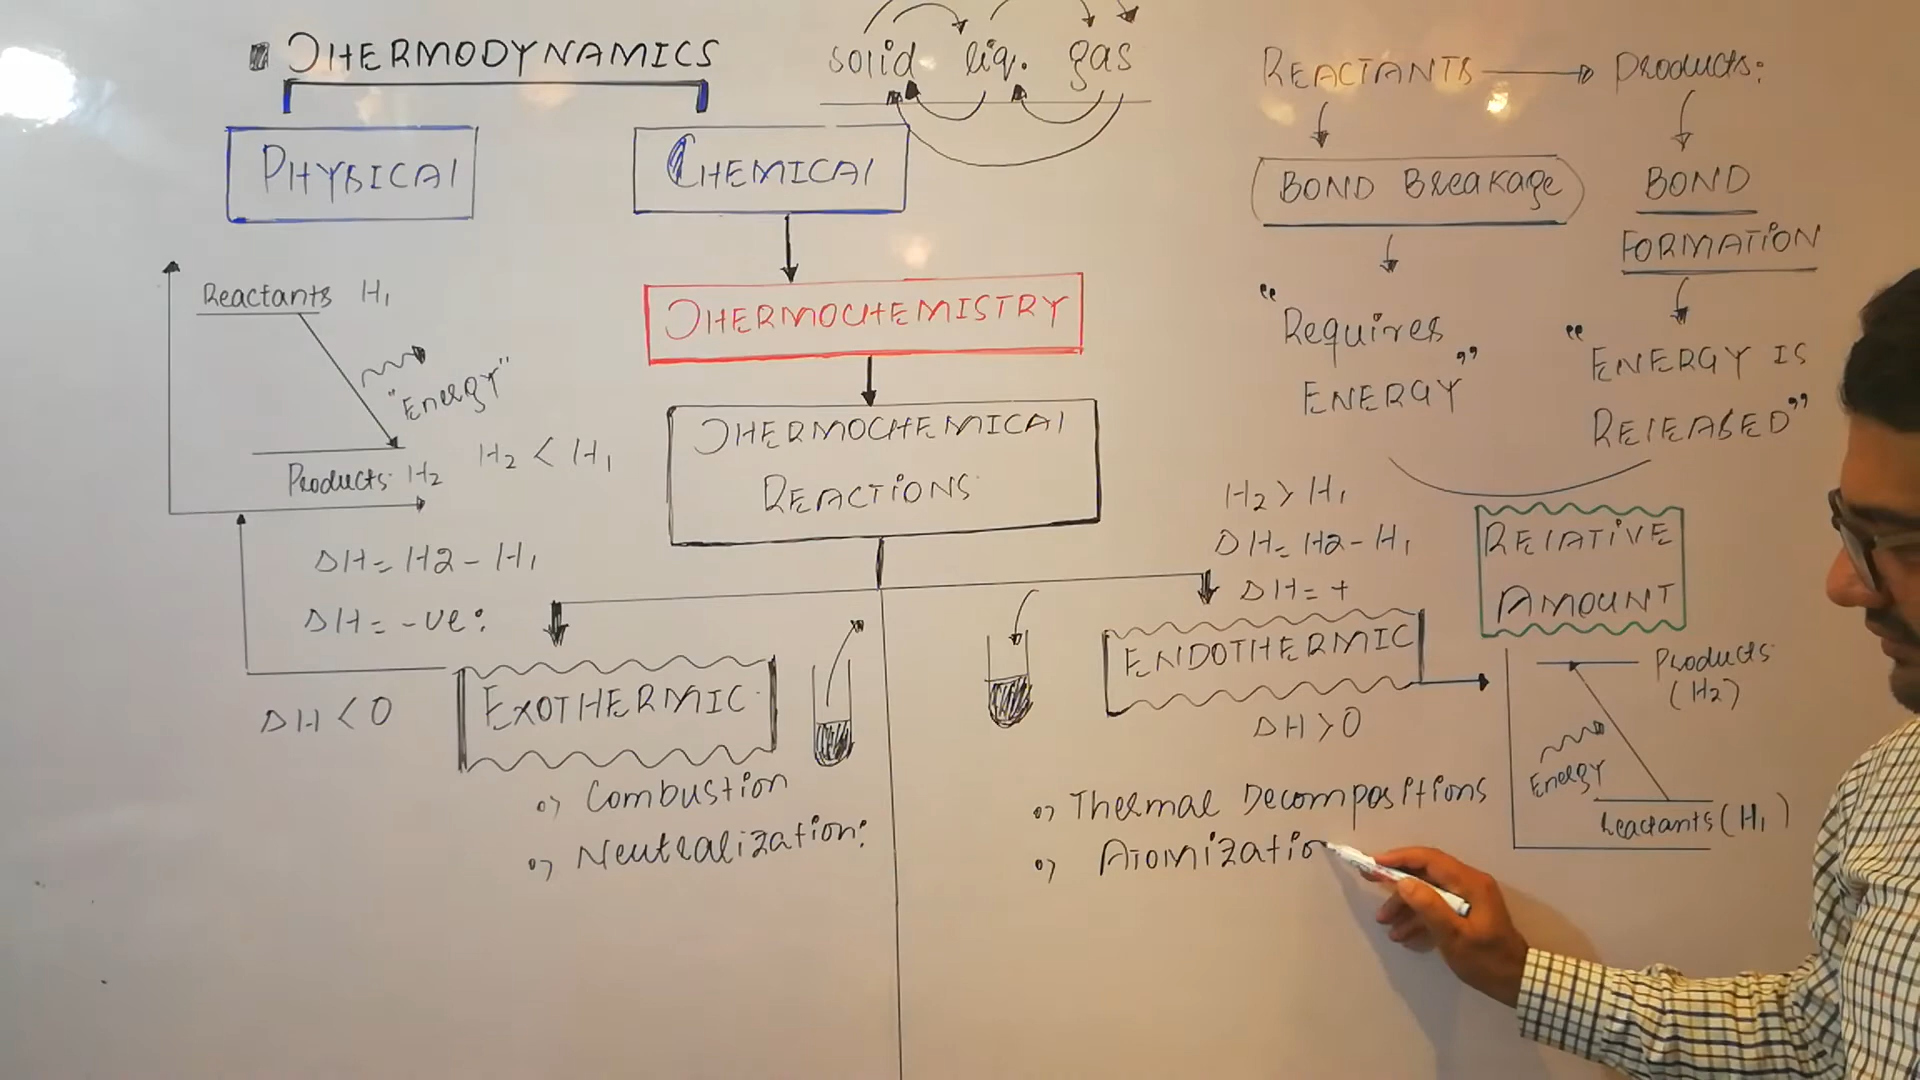 THERMODYNAMICS
PHYSICAl
CHEMICAl
solid liq. gas
REACTANTS → Products:
BOND BReakage
BOND
FORMATiON
"Requires
ENERGY"
"ENERGY IS
RElEASED"
RElATiVE
AMOUNT
THERMOCHEMISTRY
THERMOCHEMICAl
REACTiONS
Reactants H1
"Energy"
Products H2
H2 < H1
ΔH = H2 - H1
ΔH = -ve:
ΔH < 0
EXOTHERMIC
Combustion
Neutralization:
H2 > H1
ΔH = H2 - H1
ΔH = +
ENDOTHERMIC
ΔH > 0
Thermal Decompositions
Atomizatio
Products
(H2)
Energy
Reactants (H1)